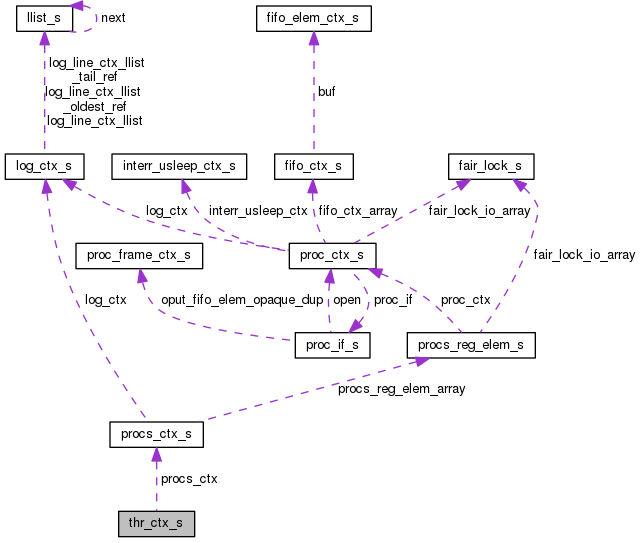 llist_s
next
fifo_elem_ctx_s
log_line_ctx_llist
_tail_ref
log_line_ctx_llist
_oldest_ref
log_line_ctx_llist
buf
log_ctx_s
interr_usleep_ctx_s
fifo_ctx_s
fair_lock_s
log_ctx
interr_usleep_ctx
fifo_ctx_array
fair_lock_io_array
proc_frame_ctx_s
proc_ctx_s
fair_lock_io_array
log_ctx
oput_fifo_elem_opaque_dup
open
proc_if
proc_ctx
proc_if_s
procs_reg_elem_s
procs_reg_elem_array
procs_ctx_s
procs_ctx
thr_ctx_s